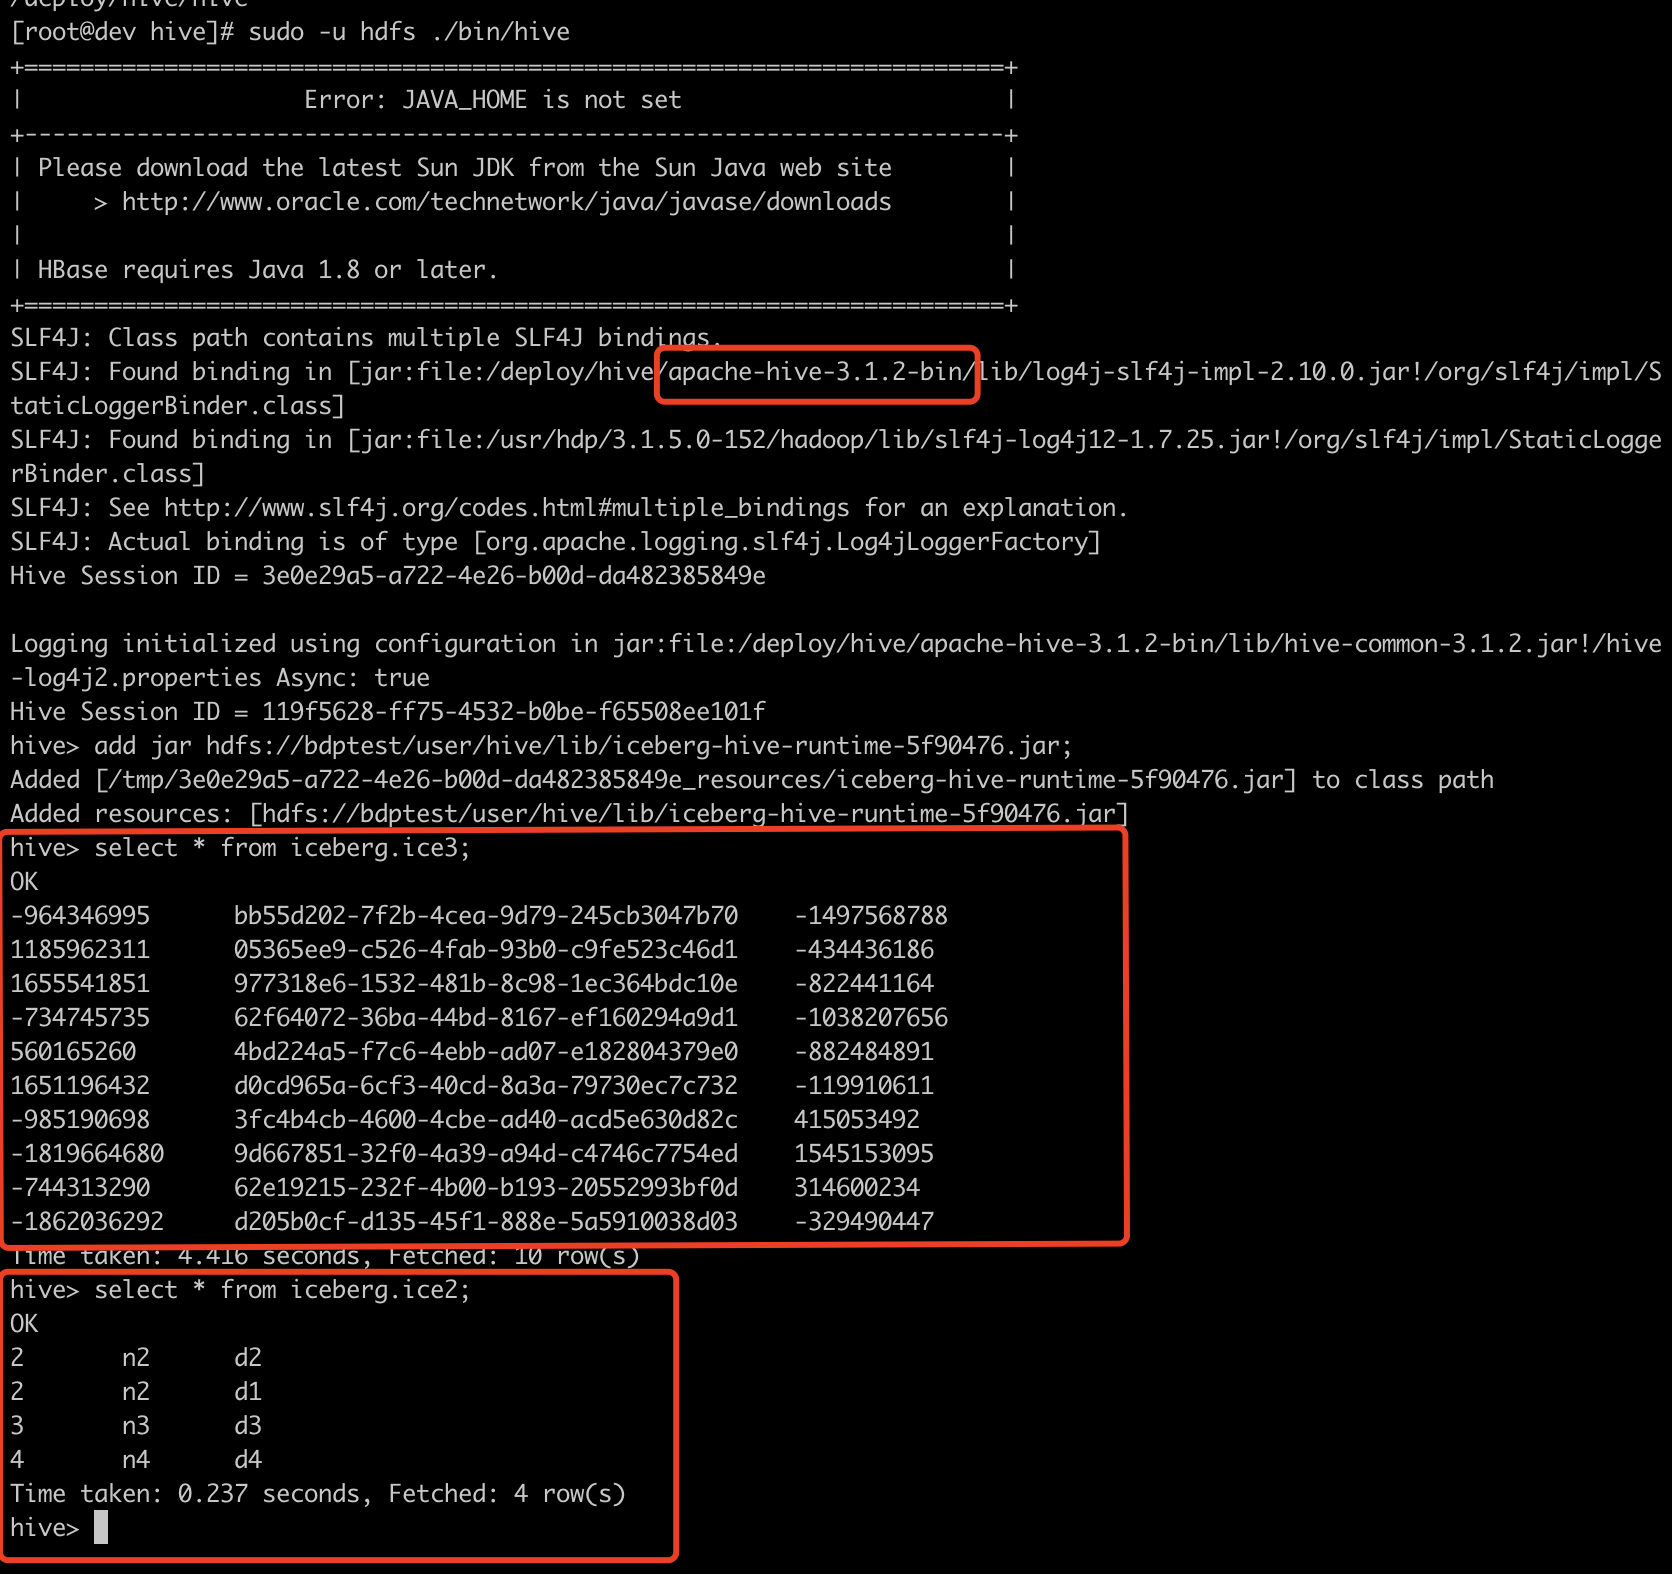 /deploy/hive/hive
[root@dev hive]# sudo -u hdfs ./bin/hive
+======================================================================+
|                    Error: JAVA_HOME is not set                       |
+----------------------------------------------------------------------+
| Please download the latest Sun JDK from the Sun Java web site        |
|     > http://www.oracle.com/technetwork/java/javase/downloads        |
|                                                                      |
| HBase requires Java 1.8 or later.                                    |
+======================================================================+
SLF4J: Class path contains multiple SLF4J bindings.
SLF4J: Found binding in [jar:file:/deploy/hive/apache-hive-3.1.2-bin/lib/log4j-slf4j-impl-2.10.0.jar!/org/slf4j/impl/S
taticLoggerBinder.class]
SLF4J: Found binding in [jar:file:/usr/hdp/3.1.5.0-152/hadoop/lib/slf4j-log4j12-1.7.25.jar!/org/slf4j/impl/StaticLogge
rBinder.class]
SLF4J: See http://www.slf4j.org/codes.html#multiple_bindings for an explanation.
SLF4J: Actual binding is of type [org.apache.logging.slf4j.Log4jLoggerFactory]
Hive Session ID = 3e0e29a5-a722-4e26-b00d-da482385849e

Logging initialized using configuration in jar:file:/deploy/hive/apache-hive-3.1.2-bin/lib/hive-common-3.1.2.jar!/hive
-log4j2.properties Async: true
Hive Session ID = 119f5628-ff75-4532-b0be-f65508ee101f
hive> add jar hdfs://bdptest/user/hive/lib/iceberg-hive-runtime-5f90476.jar;
Added [/tmp/3e0e29a5-a722-4e26-b00d-da482385849e_resources/iceberg-hive-runtime-5f90476.jar] to class path
Added resources: [hdfs://bdptest/user/hive/lib/iceberg-hive-runtime-5f90476.jar]
hive> select * from iceberg.ice3;
OK
-964346995      bb55d202-7f2b-4cea-9d79-245cb3047b70    -1497568788
1185962311      05365ee9-c526-4fab-93b0-c9fe523c46d1    -434436186
1655541851      977318e6-1532-481b-8c98-1ec364bdc10e    -822441164
-734745735      62f64072-36ba-44bd-8167-ef160294a9d1    -1038207656
560165260       4bd224a5-f7c6-4ebb-ad07-e182804379e0    -882484891
1651196432      d0cd965a-6cf3-40cd-8a3a-79730ec7c732    -119910611
-985190698      3fc4b4cb-4600-4cbe-ad40-acd5e630d82c    415053492
-1819664680     9d667851-32f0-4a39-a94d-c4746c7754ed    1545153095
-744313290      62e19215-232f-4b00-b193-20552993bf0d    314600234
-1862036292     d205b0cf-d135-45f1-888e-5a5910038d03    -329490447
Time taken: 4.416 seconds, Fetched: 10 row(s)
hive> select * from iceberg.ice2;
OK
2       n2      d2
2       n2      d1
3       n3      d3
4       n4      d4
Time taken: 0.237 seconds, Fetched: 4 row(s)
hive>